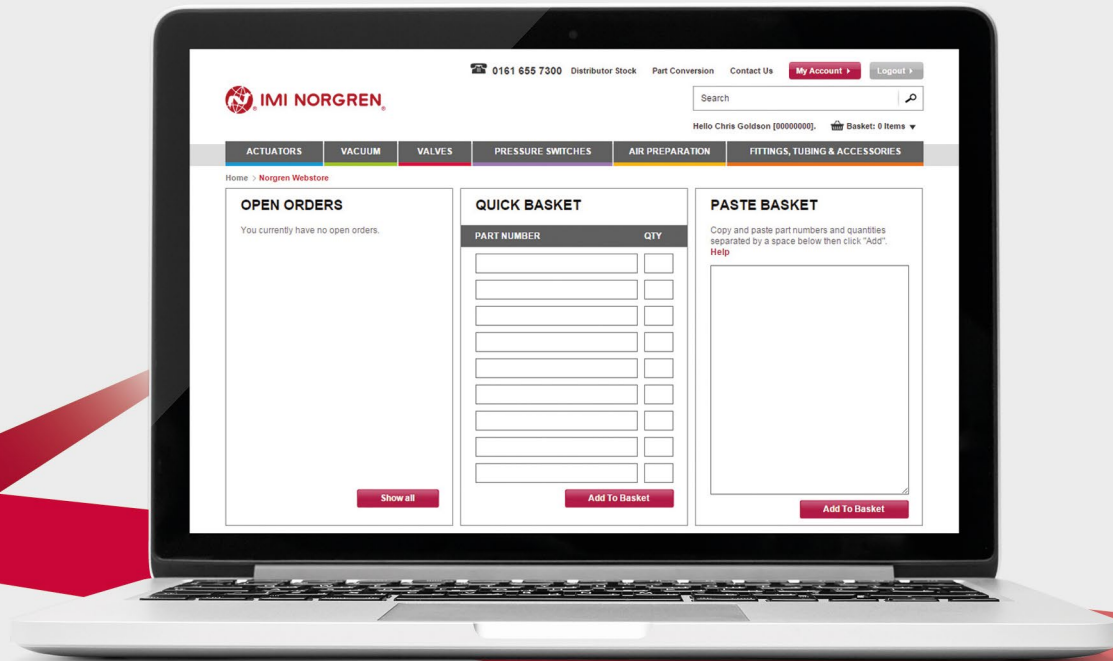 0161 655 7300 Distributor Stock Part Conversion Contact Us My Account Logout
IMI NORGREN
Search
Hello Chris Goldson [00000000]. Basket: 0 Items
ACTUATORS VACUUM VALVES PRESSURE SWITCHES AIR PREPARATION FITTINGS, TUBING & ACCESSORIES
Home > Norgren Webstore
OPEN ORDERS
You currently have no open orders.
Show all
QUICK BASKET
PART NUMBER QTY
Add To Basket
PASTE BASKET
Copy and paste part numbers and quantities
separated by a space below then click "Add".
Help
Add To Basket